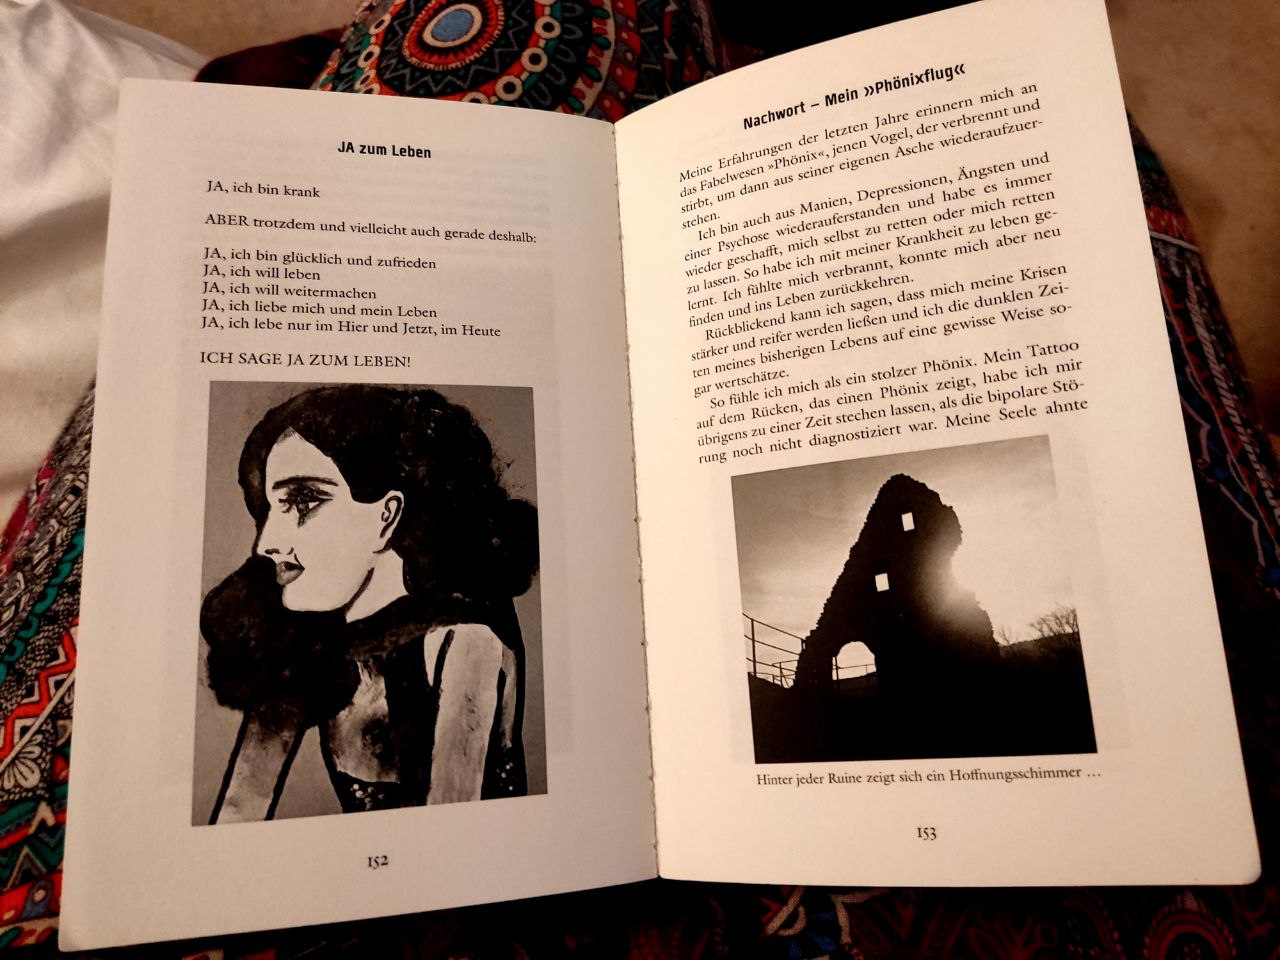 JA zum Leben
JA, ich bin krank
ABER trotzdem und vielleicht auch gerade deshalb:
JA, ich bin glücklich und zufrieden
JA, ich will leben
JA, ich will weitermachen
JA, ich liebe mich und mein Leben
JA, ich lebe nur im Hier und Jetzt, im Heute
ICH SAGE JA ZUM LEBEN!
152
Nachwort – Mein »Phönixflug«
Meine Erfahrungen der letzten Jahre erinnern mich an
das Fabelwesen »Phönix«, jenen Vogel, der verbrennt und
stirbt, um dann aus seiner eigenen Asche wiederaufzuer-
stehen.
Ich bin auch aus Manien, Depressionen, Ängsten und
einer Psychose wiederauferstanden und habe es immer
wieder geschafft, mich selbst zu retten oder mich retten
zu lassen. So habe ich mit meiner Krankheit zu leben ge-
lernt. Ich fühlte mich verbrannt, konnte mich aber neu
finden und ins Leben zurückkehren.
Rückblickend kann ich sagen, dass mich meine Krisen
stärker und reifer werden ließen und ich die dunklen Zei-
ten meines bisherigen Lebens auf eine gewisse Weise so-
gar wertschätze.
So fühle ich mich als ein stolzer Phönix. Mein Tattoo
auf dem Rücken, das einen Phönix zeigt, habe ich mir
übrigens zu einer Zeit stechen lassen, als die bipolare Stö-
rung noch nicht diagnostiziert war. Meine Seele ahnte
Hinter jeder Ruine zeigt sich ein Hoffnungsschimmer …
153